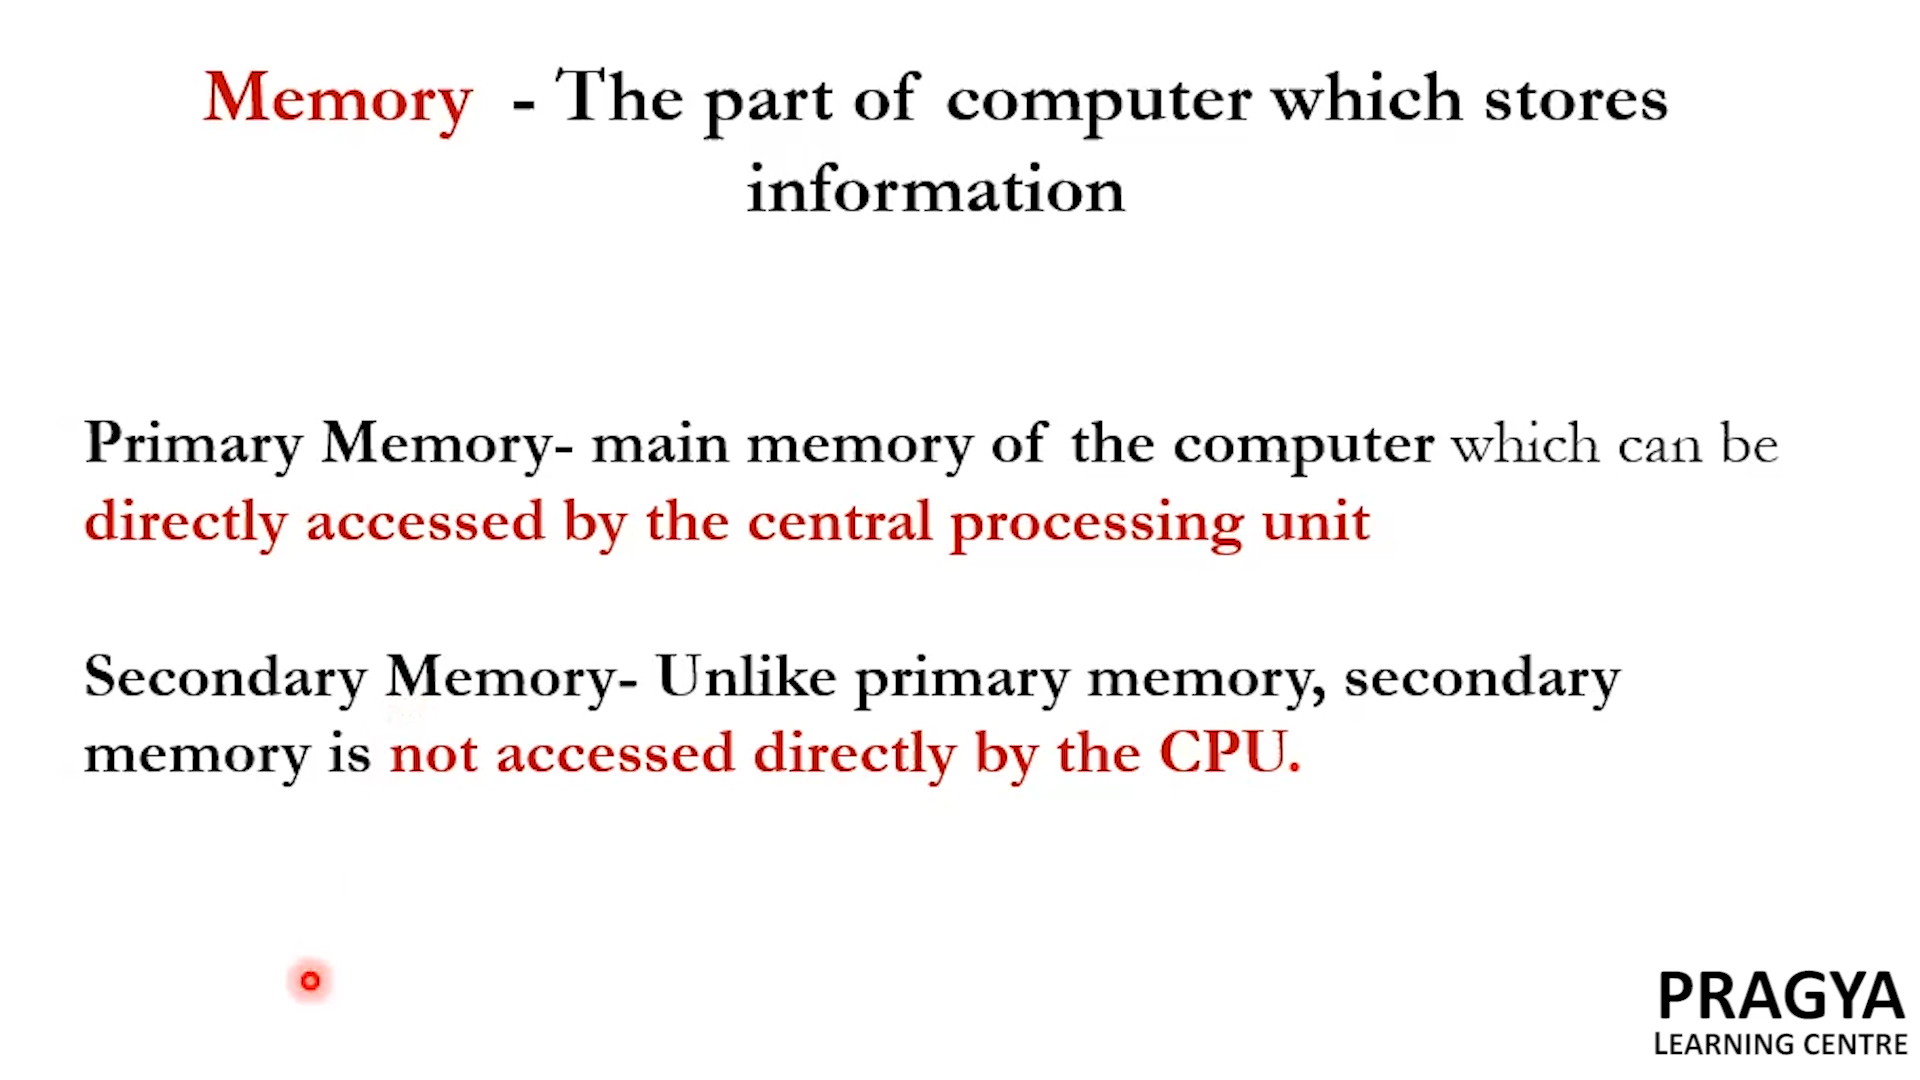 Memory - The part of computer which stores
information
Primary Memory- main memory of the computer which can be
directly accessed by the central processing unit
Secondary Memory- Unlike primary memory, secondary
memory is not accessed directly by the CPU.
PRAGYA
LEARNING CENTRE